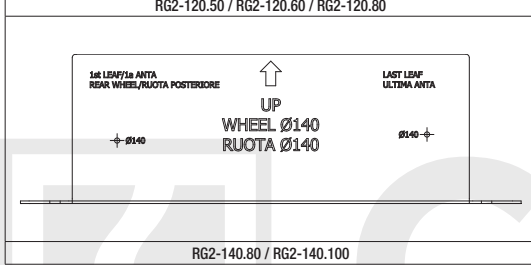 RG2-120.50 / RG2-120.60 / RG2-120.80
1st LEAF/1a ANTA
REAR WHEEL/RUOTA POSTERIORE
LAST LEAF
ULTIMA ANTA
UP
WHEEL Ø140
RUOTA Ø140
Ø140
Ø140
RG2-140.80 / RG2-140.100